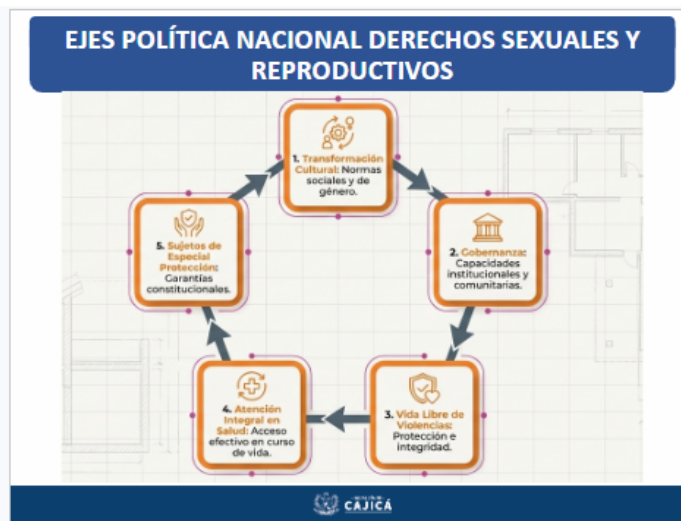 EJES POLÍTICA NACIONAL DERECHOS SEXUALES Y
REPRODUCTIVOS
1. Transformación
Cultural: Normas
sociales y de
género.
2. Gobernanza:
Capacidades
institucionales y
comunitarias.
3. Vida Libre de
Violencias:
Protección e
integridad.
4. Atención
Integral en
Salud: Acceso
efectivo en curso
de vida.
5. Sujetos de
Especial
Protección:
Garantías
constitucionales.
CAJICÁ